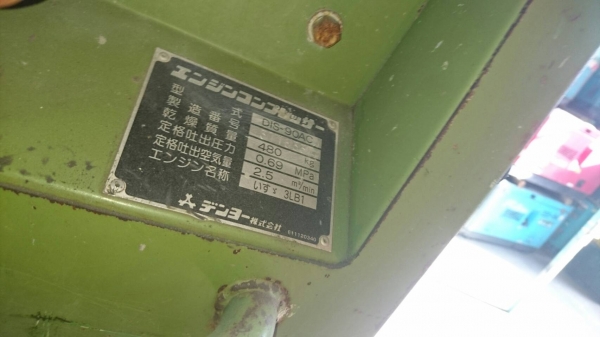 エンジンコンプレッサー
型式 DIS-90AC
製造番号
乾燥質量 480 kg
定格吐出圧力 0.69 MPa
定格吐出空気量 2.5 m³/min
エンジン名称 いすゞ 3LB1
デンヨー株式会社